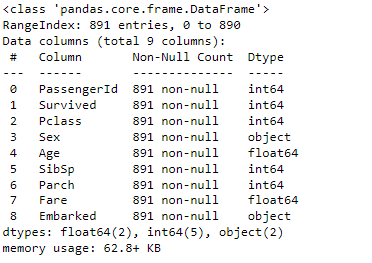 <class 'pandas.core.frame.DataFrame'>
RangeIndex: 891 entries, 0 to 890
Data columns (total 9 columns):
 #   Column       Non-Null Count  Dtype
---  ------       --------------  -----
 0   PassengerId  891 non-null    int64
 1   Survived     891 non-null    int64
 2   Pclass       891 non-null    int64
 3   Sex          891 non-null    object
 4   Age          891 non-null    float64
 5   SibSp        891 non-null    int64
 6   Parch        891 non-null    int64
 7   Fare         891 non-null    float64
 8   Embarked     891 non-null    object
dtypes: float64(2), int64(5), object(2)
memory usage: 62.8+ KB